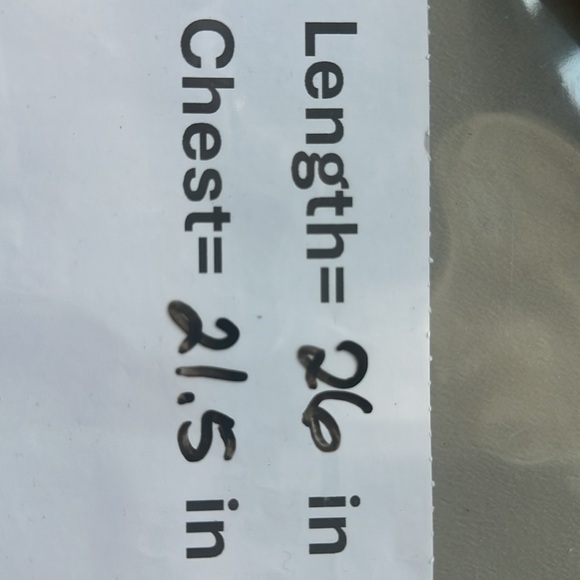 Length= 26 in
Chest= 21.5 in